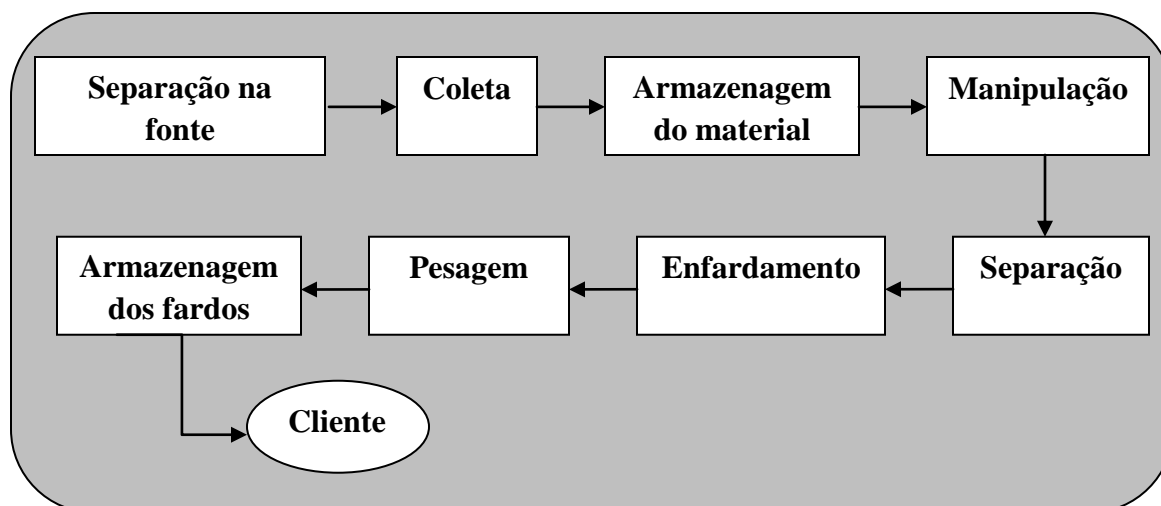 Separação na
fonte
Coleta
Armazenagem
do material
Manipulação
Separação
Enfardamento
Pesagem
Armazenagem
dos fardos
Cliente